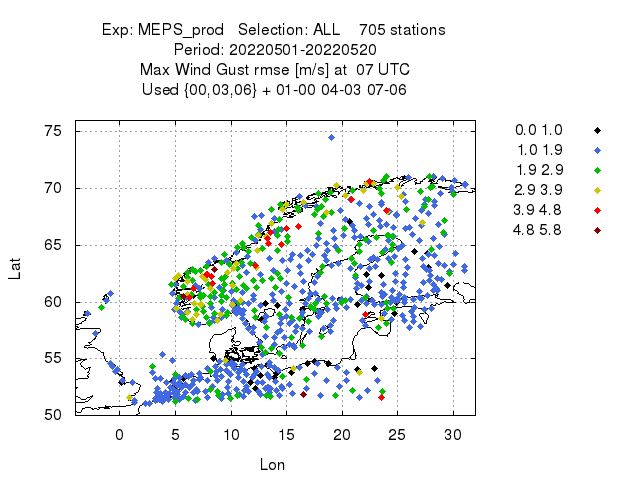 Exp: MEPS_prod   Selection: ALL    705 stations
Period: 20220501-20220520
Max Wind Gust rmse [m/s] at  07 UTC
Used {00,03,06} + 01-00 04-03 07-06
0.0 1.0
1.0 1.9
1.9 2.9
2.9 3.9
3.9 4.8
4.8 5.8
75
70
65
60
55
50
Lat
0 5 10 15 20 25 30
Lon